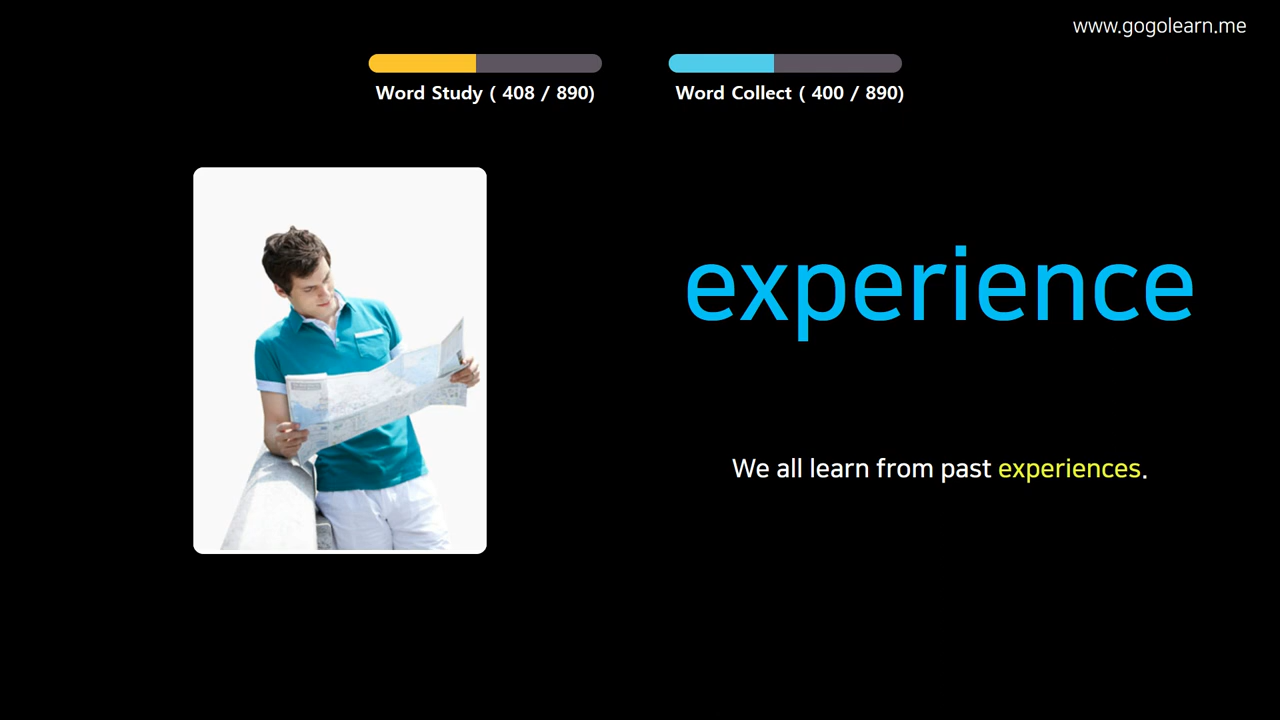 www.gogolearn.me
Word Study ( 408 / 890)
Word Collect ( 400 / 890)
experience
We all learn from past experiences.